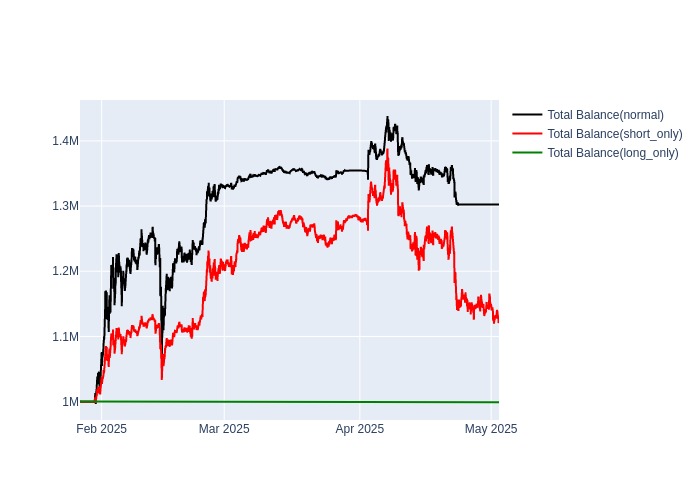 Total Balance(normal)
Total Balance(short_only)
Total Balance(long_only)
1.4M
1.3M
1.2M
1.1M
1M
Feb 2025
Mar 2025
Apr 2025
May 2025